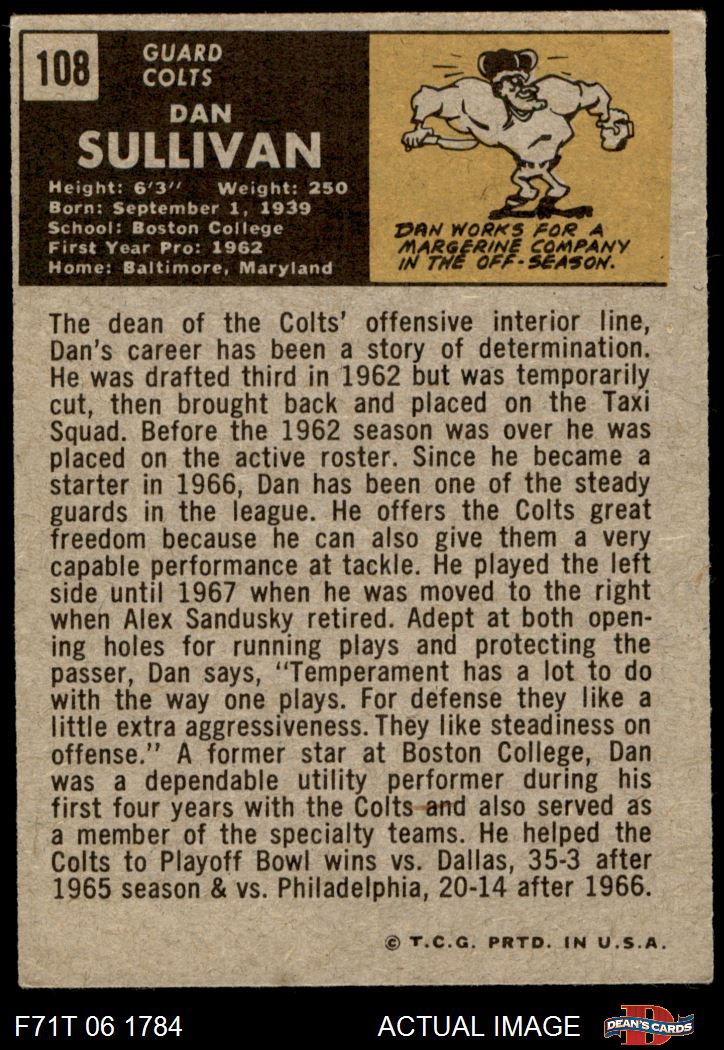 108
GUARD
COLTS
DAN
SULLIVAN
Height: 6'3" Weight: 250
Born: September 1, 1939
School: Boston College
First Year Pro: 1962
Home: Baltimore, Maryland
DAN WORKS FOR A
MARGERINE COMPANY
IN THE OFF-SEASON.
The dean of the Colts' offensive interior line,
Dan's career has been a story of determination.
He was drafted third in 1962 but was temporarily
cut, then brought back and placed on the Taxi
Squad. Before the 1962 season was over he was
placed on the active roster. Since he became a
starter in 1966, Dan has been one of the steady
guards in the league. He offers the Colts great
freedom because he can also give them a very
capable performance at tackle. He played the left
side until 1967 when he was moved to the right
when Alex Sandusky retired. Adept at both open-
ing holes for running plays and protecting the
passer, Dan says, "Temperament has a lot to do
with the way one plays. For defense they like a
little extra aggressiveness. They like steadiness on
offense." A former star at Boston College, Dan
was a dependable utility performer during his
first four years with the Colts and also served as
a member of the specialty teams. He helped the
Colts to Playoff Bowl wins vs. Dallas, 35-3 after
1965 season & vs. Philadelphia, 20-14 after 1966.
© T.C.G. PRTD. IN U.S.A.
F71T 06 1784
ACTUAL IMAGE
D
DEAN'S CARDS